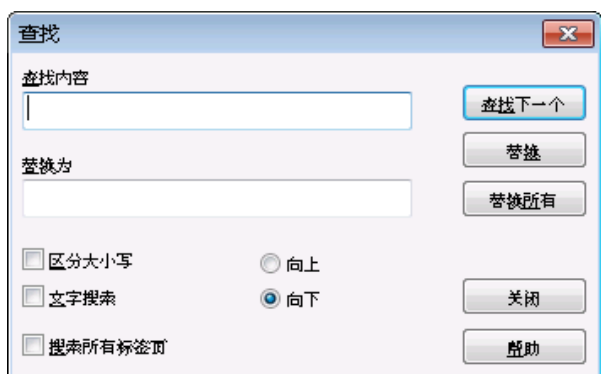 查找
查找内容
查找下一个
替换
替换为
替换所有
区分大小写
向上
文字搜索
向下
关闭
搜索所有标签页
帮助